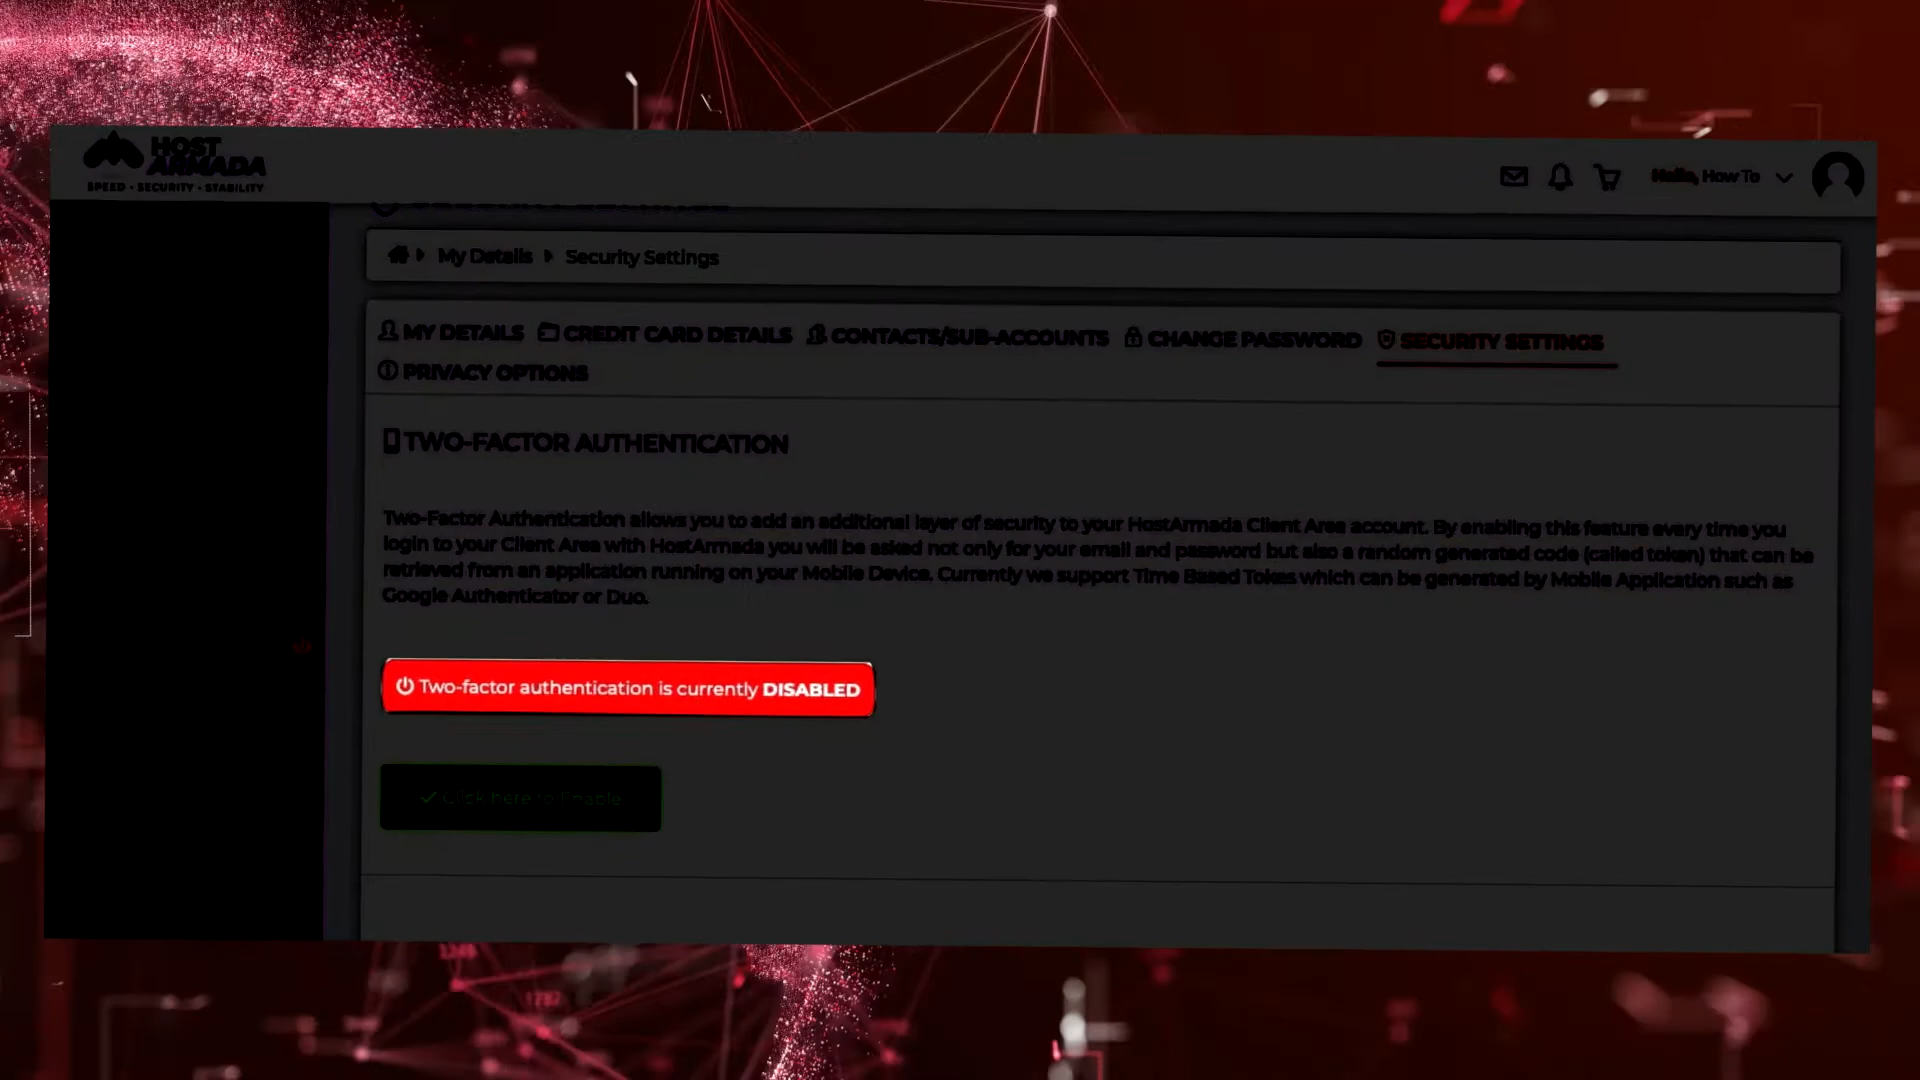 HOST
ARMADA
SPEED • SECURITY • STABILITY
Hello, How To
My Details Security Settings
MY DETAILS CREDIT CARD DETAILS CONTACTS/SUB-ACCOUNTS CHANGE PASSWORD SECURITY SETTINGS
PRIVACY OPTIONS
TWO-FACTOR AUTHENTICATION
Two-Factor Authentication allows you to add an additional layer of security to your HostArmada Client Area account. By enabling this feature every time you
login to your Client Area with HostArmada you will be asked not only for your email and password but also a random generated code (called token) that can be
retrieved from an application running on your Mobile Device. Currently we support Time Based Tokes which can be generated by Mobile Application such as
Google Authenticator or Duo.
Two-factor authentication is currently DISABLED
Click here to Enable